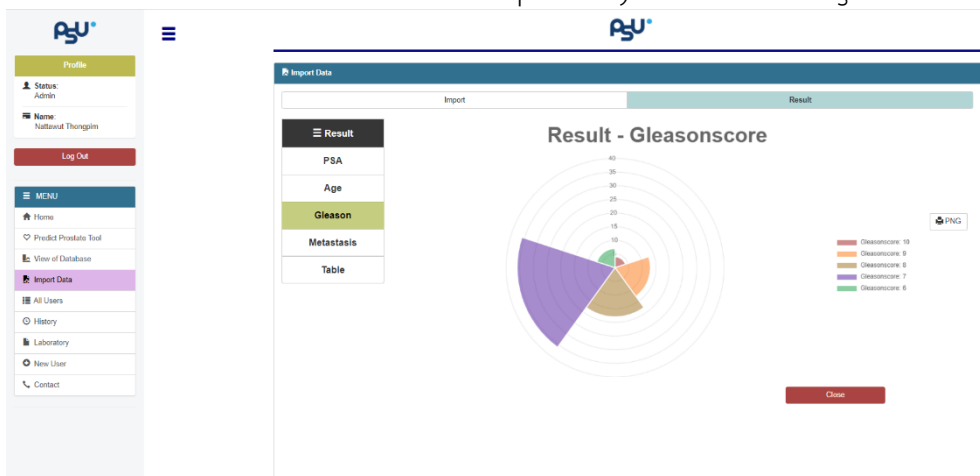 PSU
PSU
Profile
Status:
Admin
Name:
Nattawut Thongpim
Log Out
MENU
Home
Predict Prostate Tool
View of Database
Import Data
All Users
History
Laboratory
New User
Contact
Import Data
Import
Result
Result
PSA
Age
Gleason
Metastasis
Table
Result - Gleasonscore
40
35
30
25
20
15
10
PNG
Gleasonscore: 10
Gleasonscore: 9
Gleasonscore: 8
Gleasonscore: 7
Gleasonscore: 6
Close